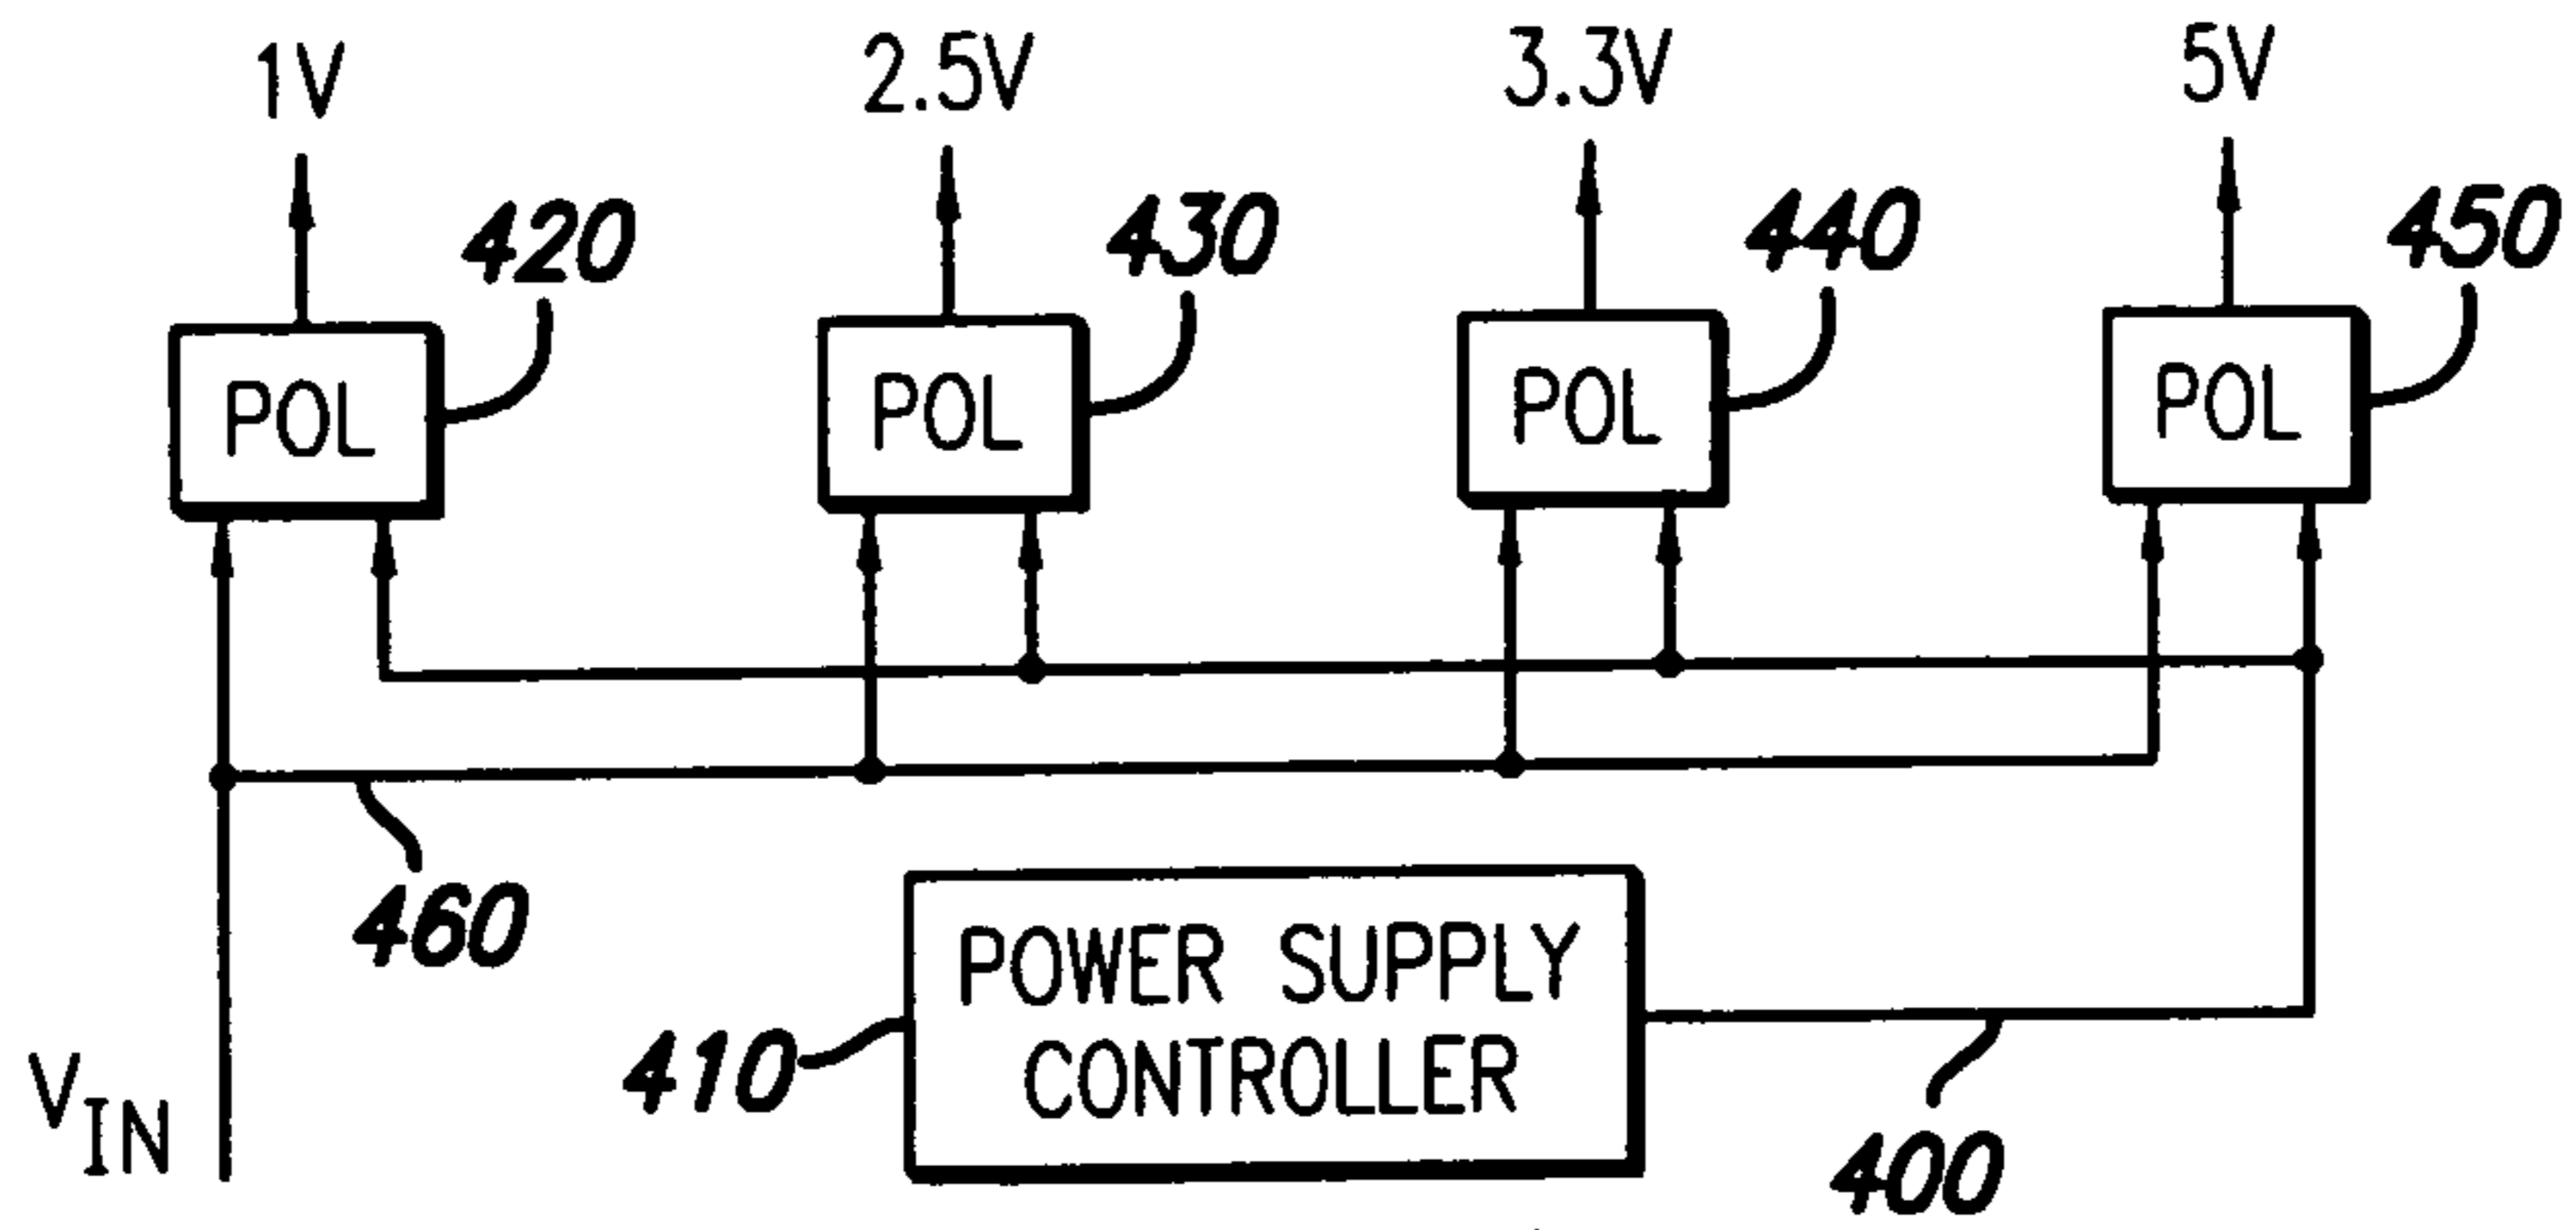 1V
2.5V
3.3V
5V
420
430
440
450
POL
POL
POL
POL
460
POWER SUPPLY
CONTROLLER
410
VIN
400